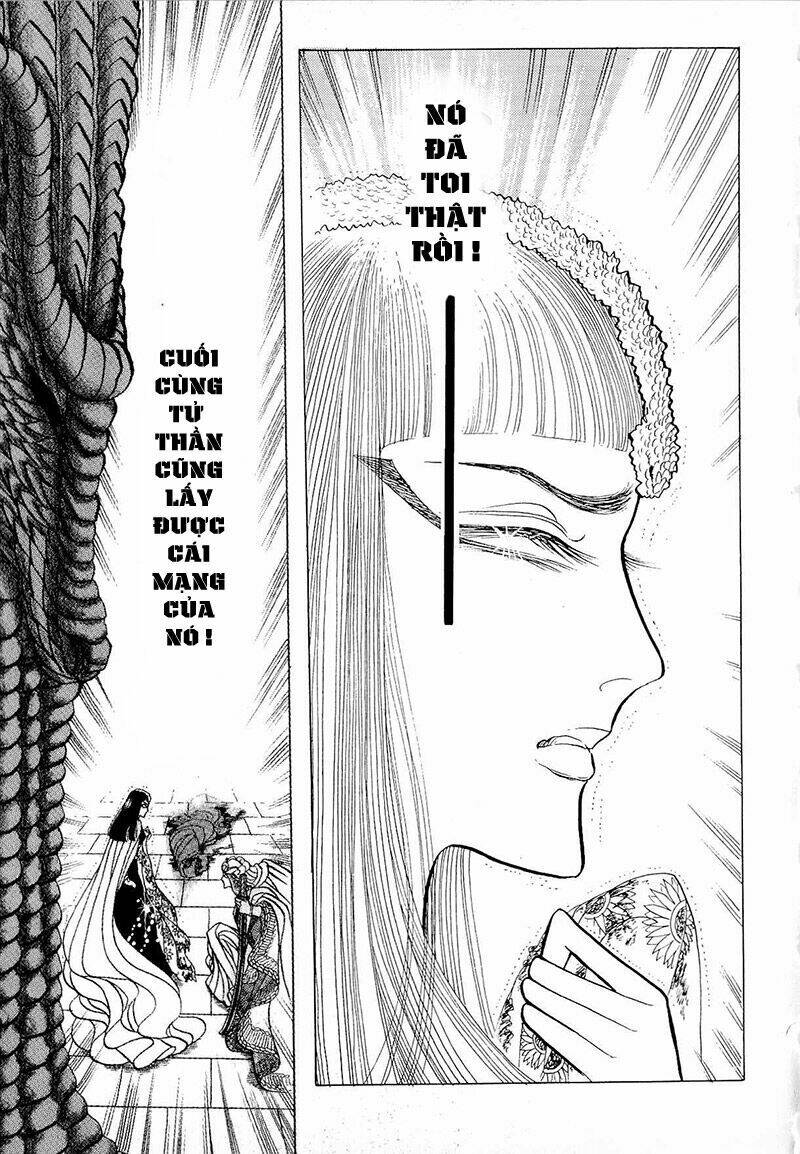 NÓ
ĐÃ
TOI
THẬT
RỒI !
CUỐI
CÙNG
TỬ
THẦN
CŨNG
LẤY
ĐƯỢC
CÁI
MẠNG
CỦA
NÓ !